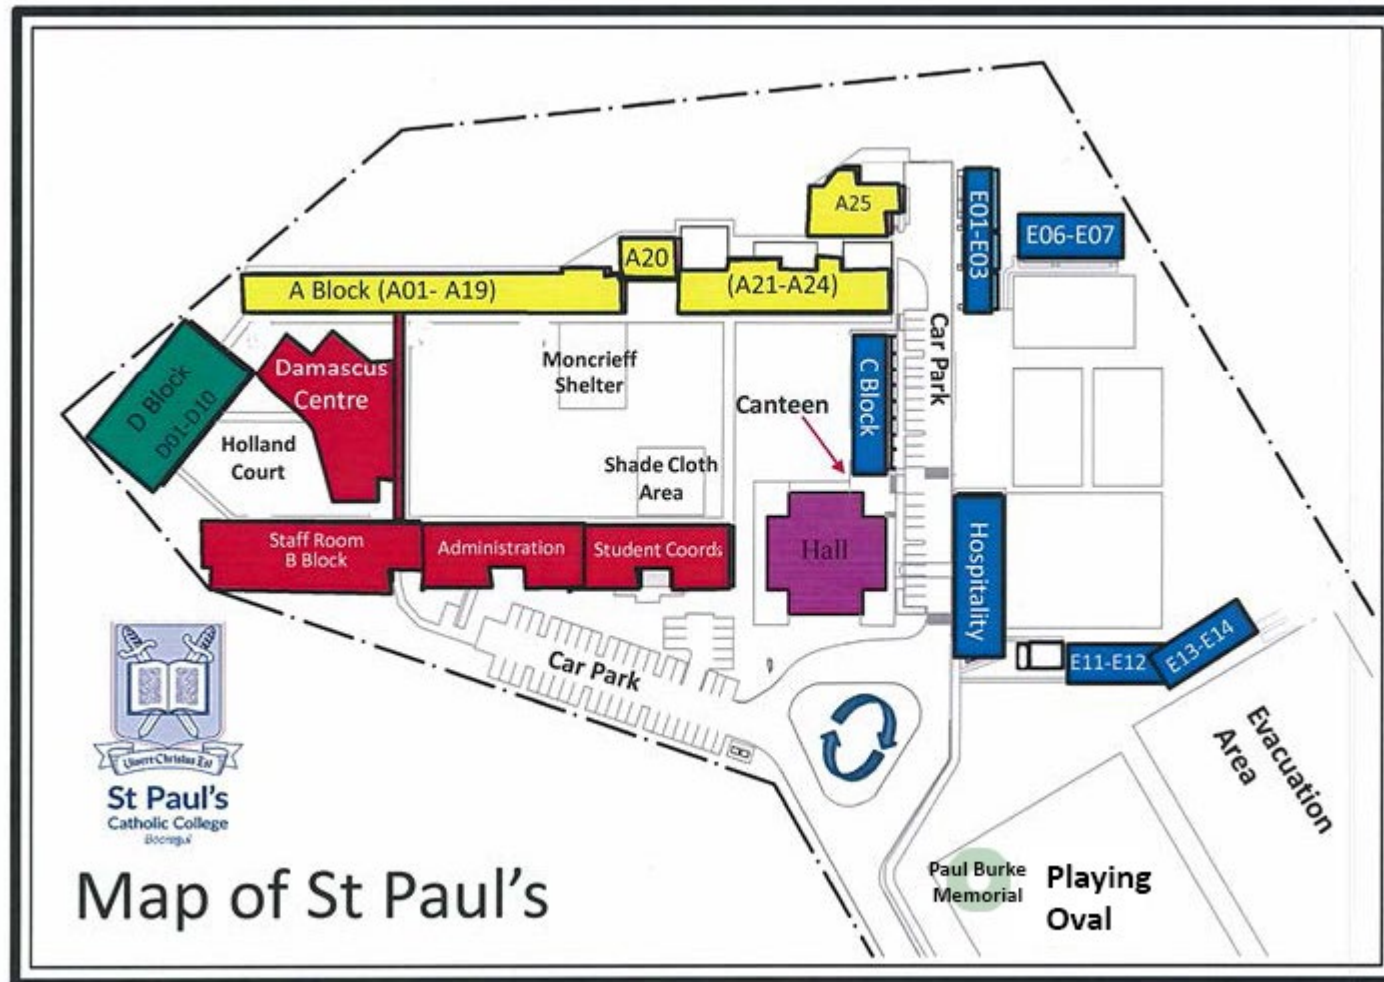 A25
E01-E03
E06-E07
A20
A Block (A01- A19)
(A21-A24)
Car Park
D Block
D01-D10
Damascus
Centre
Moncrieff
Shelter
C Block
Canteen
Holland
Court
Shade Cloth
Area
Staff Room
B Block
Administration
Student Coords
Hall
Hospitality
Car Park
E11-E12
E13-E14
Evacuation
Area
St Paul's
Catholic College
Booragul
Map of St Paul's
Paul Burke
Memorial
Playing
Oval